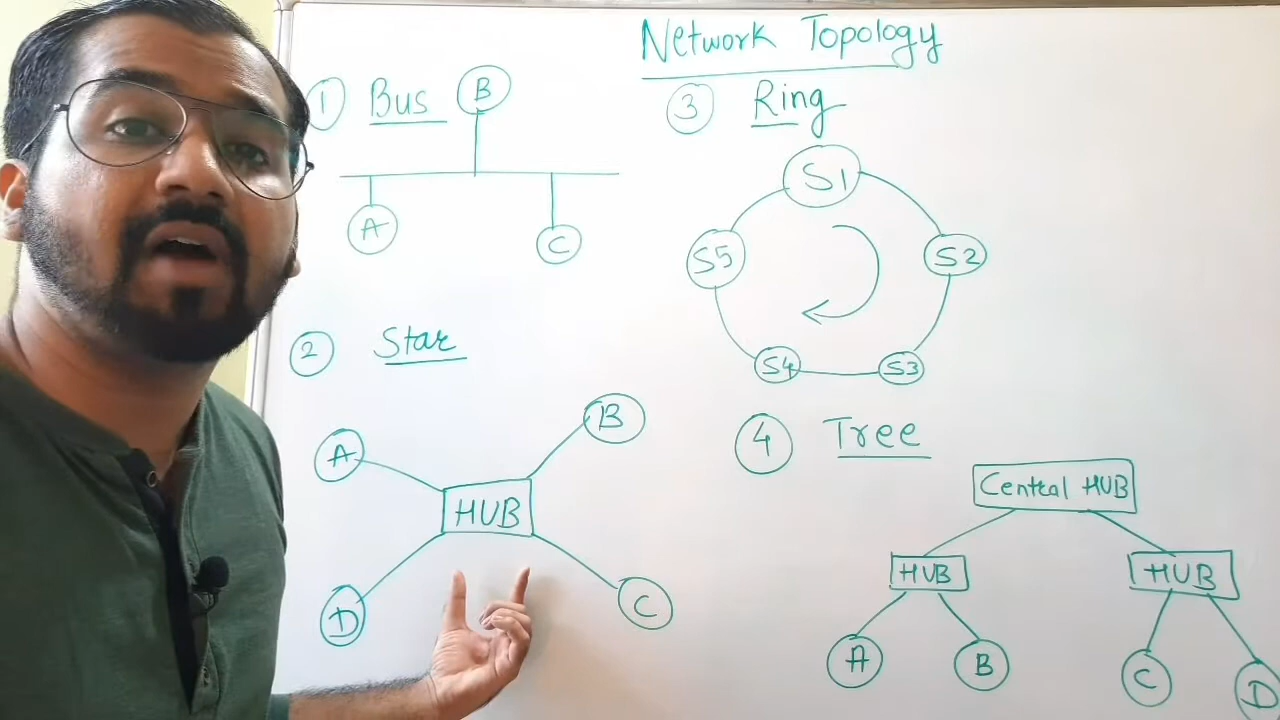 Network Topology
① Bus
B
A
C
② Star
A
B
HUB
D
C
③ Ring
S1
S5
S2
S4
S3
④ Tree
Central HUB
HUB
HUB
A
B
C
D